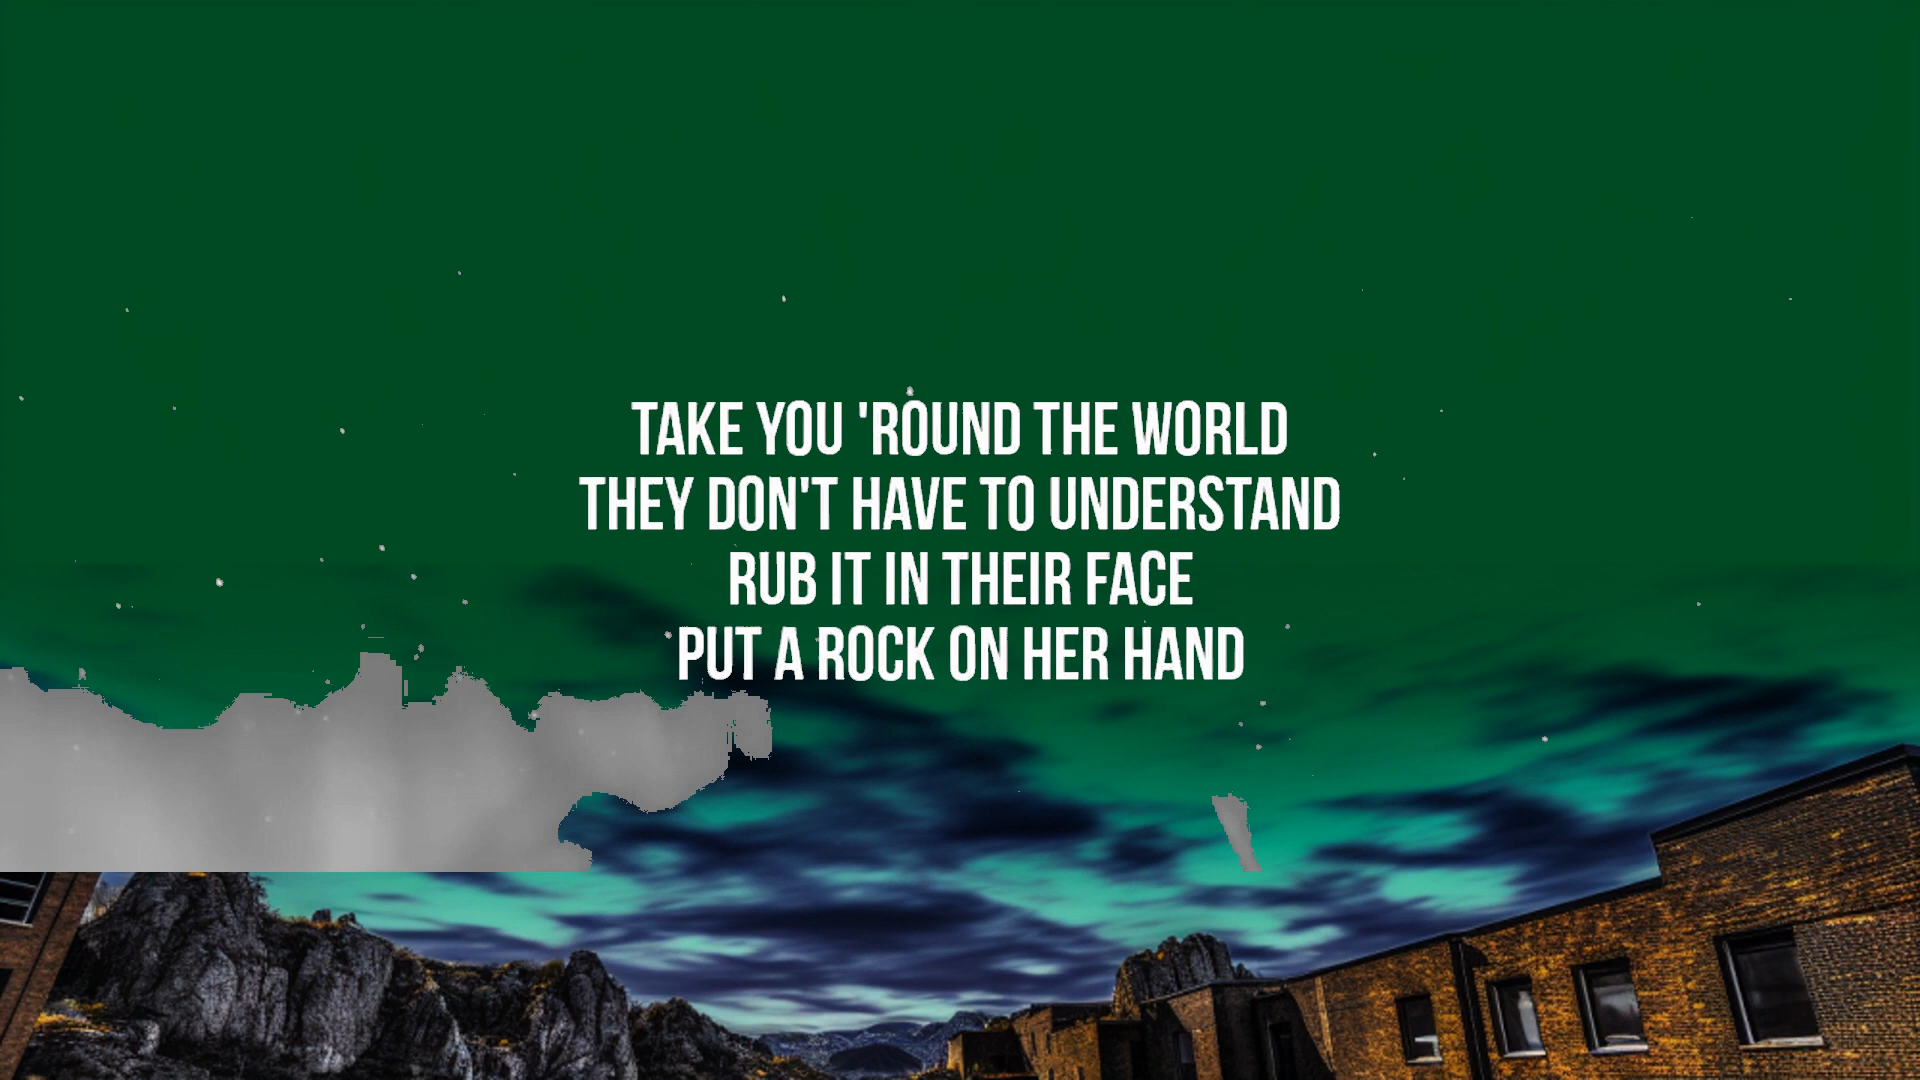 TAKE YOU 'ROUND THE WORLD
THEY DON'T HAVE TO UNDERSTAND
RUB IT IN THEIR FACE
PUT A ROCK ON HER HAND